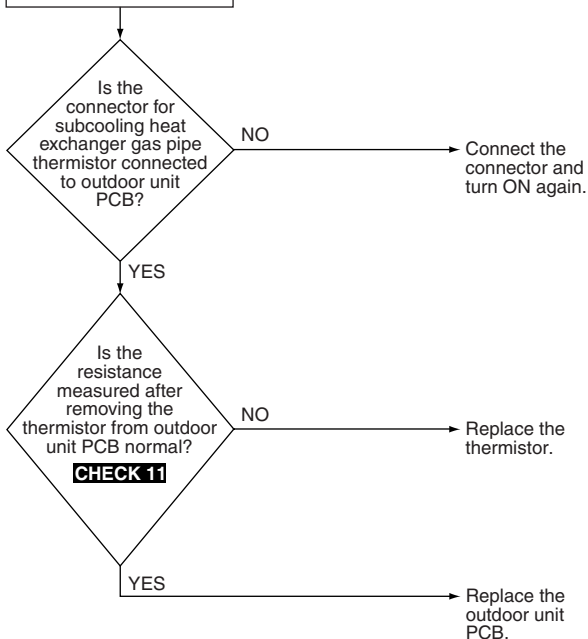 Is the
connector for
subcooling heat
exchanger gas pipe
thermistor connected
to outdoor unit
PCB?
NO
Connect the
connector and
turn ON again.
YES
Is the
resistance
measured after
removing the
thermistor from outdoor
unit PCB normal?
CHECK 11
NO
Replace the
thermistor.
YES
Replace the
outdoor unit
PCB.